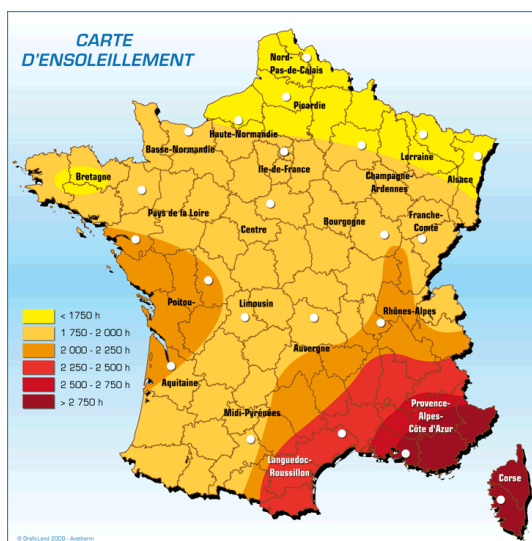 CARTE
D'ENSOLEILLEMENT
Nord-
Pas-de-Calais
Picardie
Haute-Normandie
Basse-Normandie
Ile-de-France
Lorraine
Champagne-
Ardennes
Alsace
Bretagne
Pays de la Loire
Centre
Bourgogne
Franche-
Comté
Poitou-
Limousin
Rhônes-Alpes
Auvergne
Aquitaine
< 1750 h
1 750 - 2 000 h
2 000 - 2 250 h
2 250 - 2 500 h
2 500 - 2 750 h
> 2 750 h
Midi-Pyrénées
Provence-
Alpes-
Côte d'Azur
Languedoc-
Roussillon
Corse
© GraficLand 2009 - Axetherm